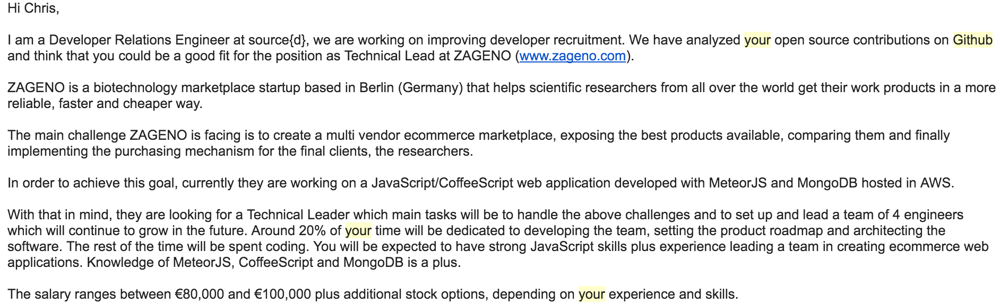 Hi Chris,
I am a Developer Relations Engineer at source{d}, we are working on improving developer recruitment. We have analyzed your open source contributions on Github
and think that you could be a good fit for the position as Technical Lead at ZAGENO (www.zageno.com).
ZAGENO is a biotechnology marketplace startup based in Berlin (Germany) that helps scientific researchers from all over the world get their work products in a more
reliable, faster and cheaper way.
The main challenge ZAGENO is facing is to create a multi vendor ecommerce marketplace, exposing the best products available, comparing them and finally
implementing the purchasing mechanism for the final clients, the researchers.
In order to achieve this goal, currently they are working on a JavaScript/CoffeeScript web application developed with MeteorJS and MongoDB hosted in AWS.
With that in mind, they are looking for a Technical Leader which main tasks will be to handle the above challenges and to set up and lead a team of 4 engineers
which will continue to grow in the future. Around 20% of your time will be dedicated to developing the team, setting the product roadmap and architecting the
software. The rest of the time will be spent coding. You will be expected to have strong JavaScript skills plus experience leading a team in creating ecommerce web
applications. Knowledge of MeteorJS, CoffeeScript and MongoDB is a plus.
The salary ranges between €80,000 and €100,000 plus additional stock options, depending on your experience and skills.